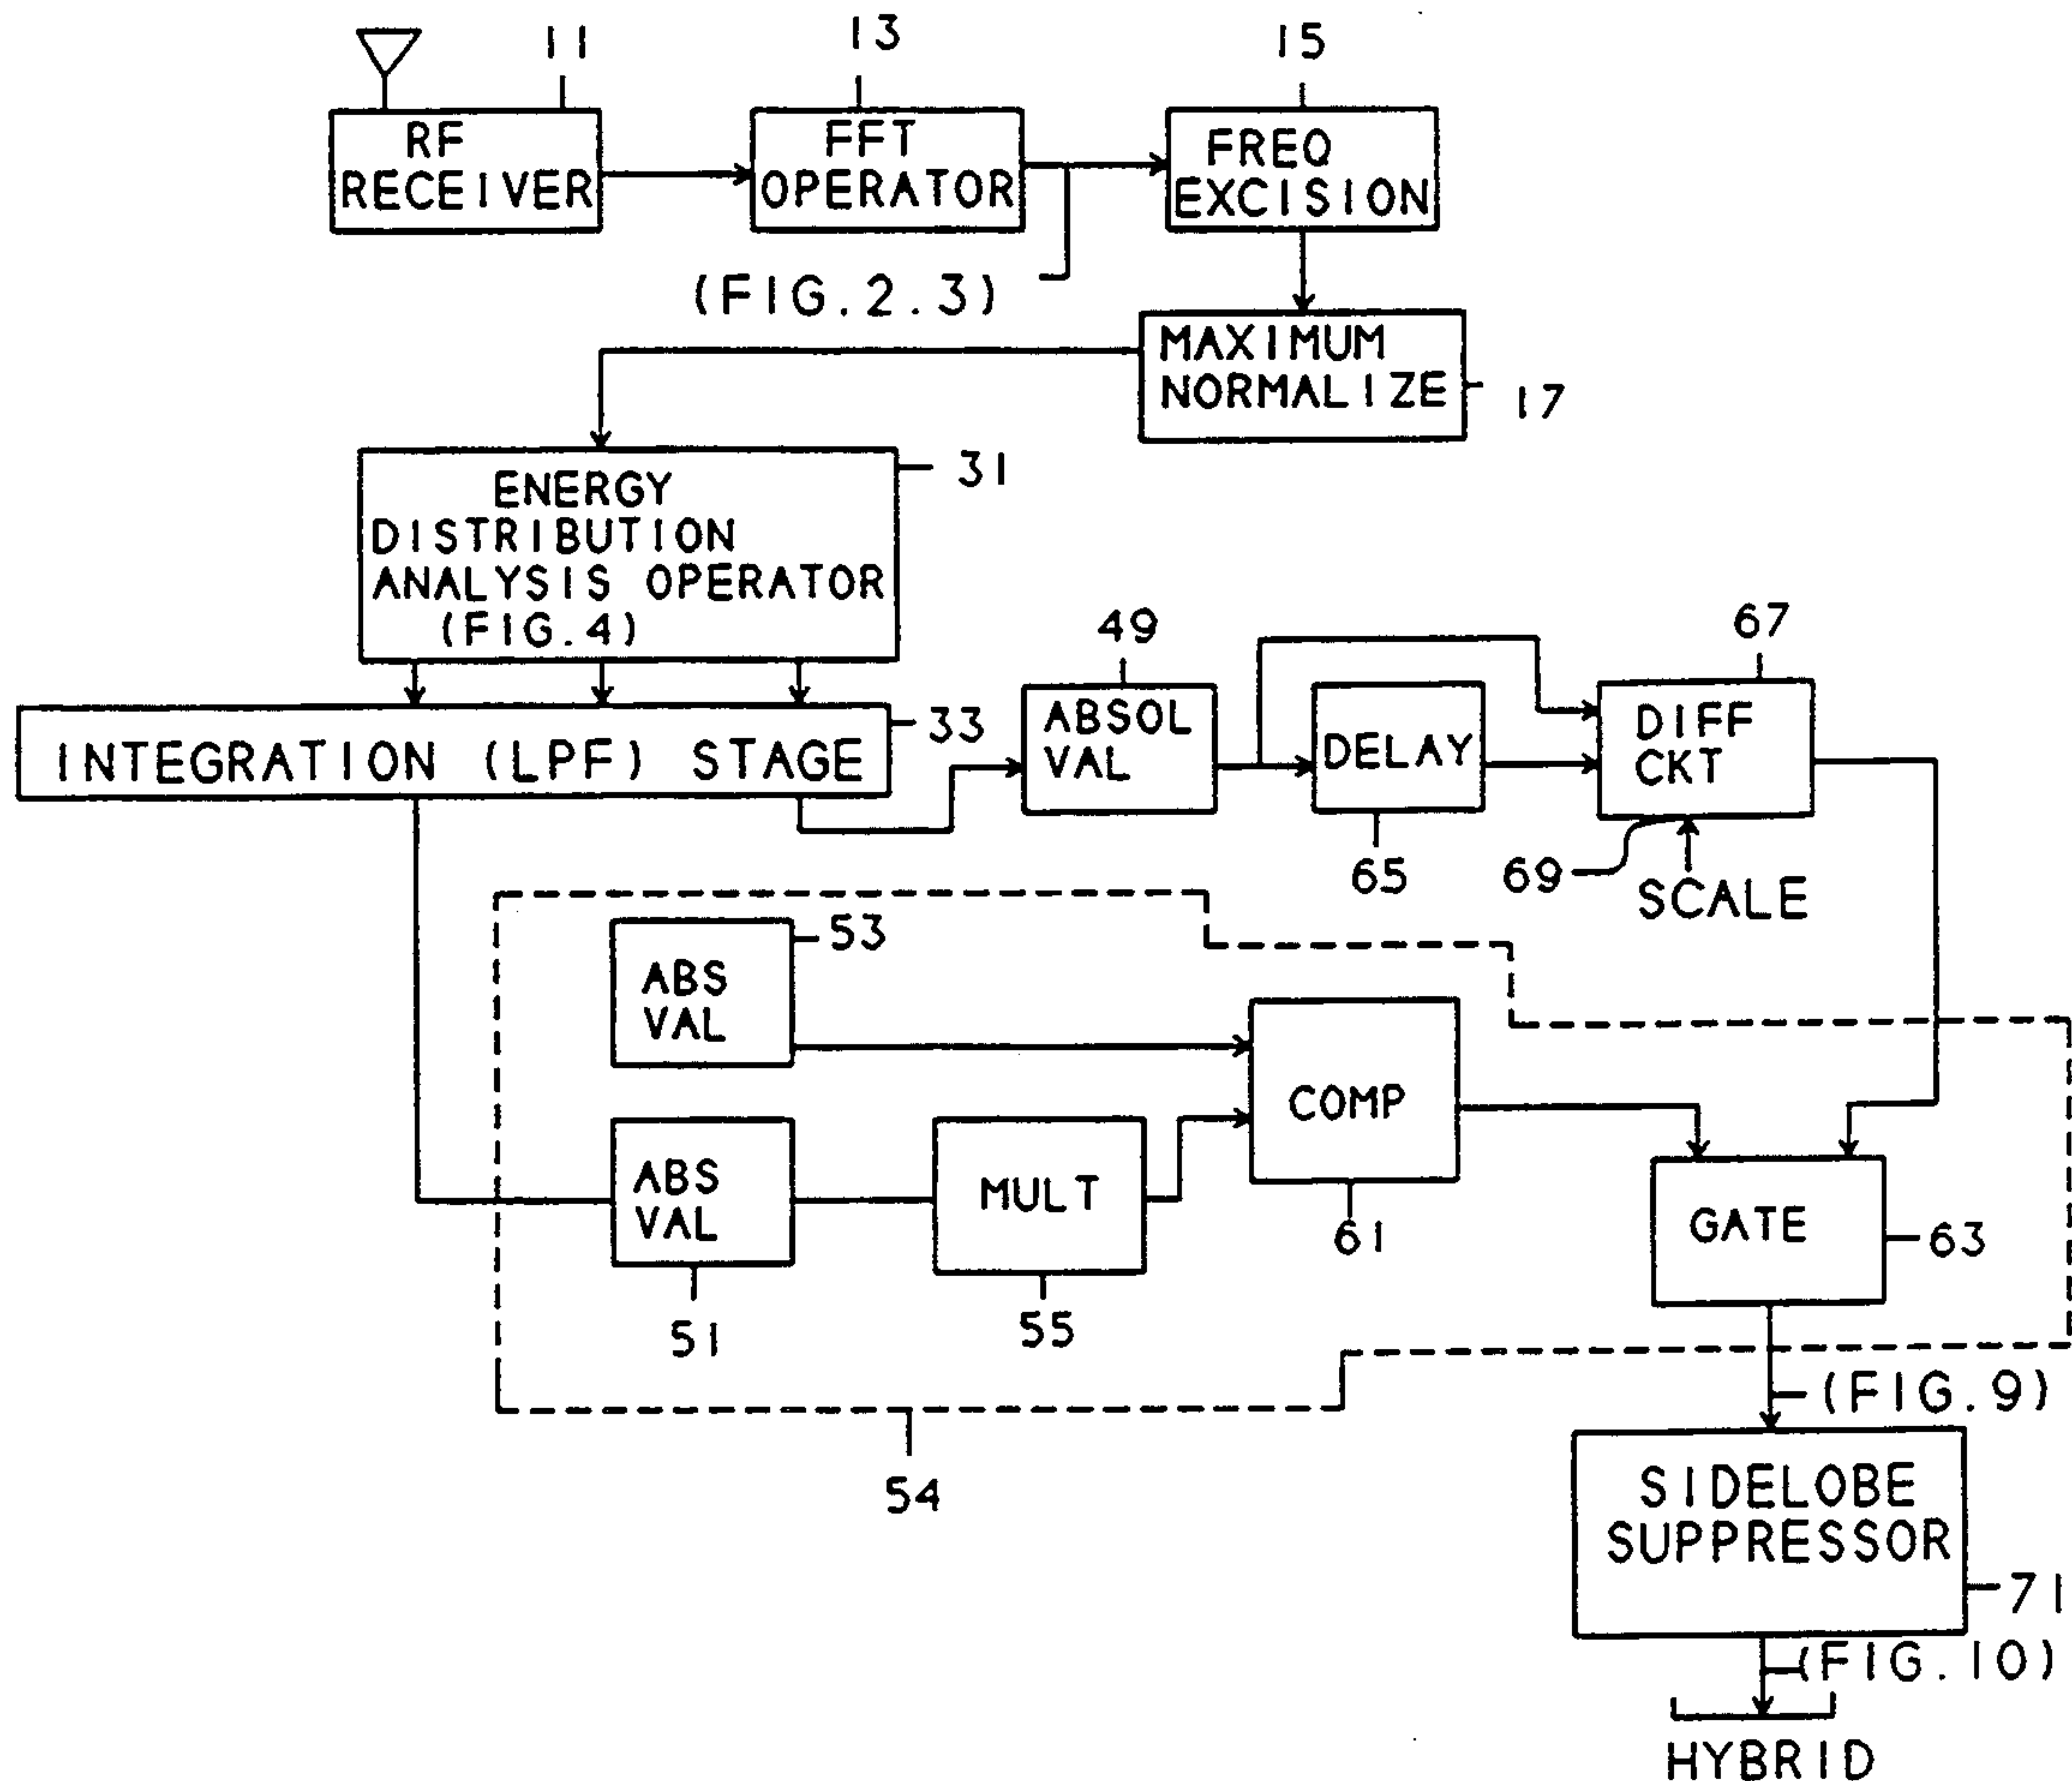 11
13
15
RF
RECEIVER
FFT
OPERATOR
FREQ
EXCISION
(FIG.2.3)
MAXIMUM
NORMALIZE
17
31
ENERGY
DISTRIBUTION
ANALYSIS OPERATOR
(FIG.4)
49
67
33
INTEGRATION (LPF) STAGE
ABSOL
VAL
DELAY
DIFF
CKT
65
69
SCALE
53
ABS
VAL
COMP
ABS
VAL
MULT
GATE
61
63
51
55
(FIG.9)
54
SIDELOBE
SUPPRESSOR
71
(FIG.10)
HYBRID